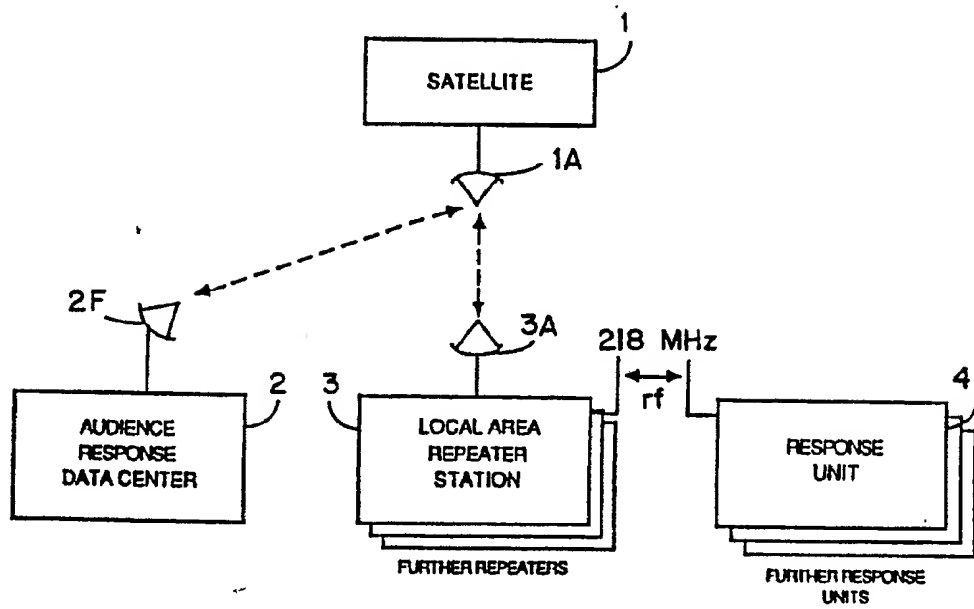 1
SATELLITE
1A
2F
3A
218 MHz
rf
2
3
4
AUDIENCE
RESPONSE
DATA CENTER
LOCAL AREA
REPEATER
STATION
RESPONSE
UNIT
FURTHER REPEATERS
FURTHER RESPONSE
UNITS